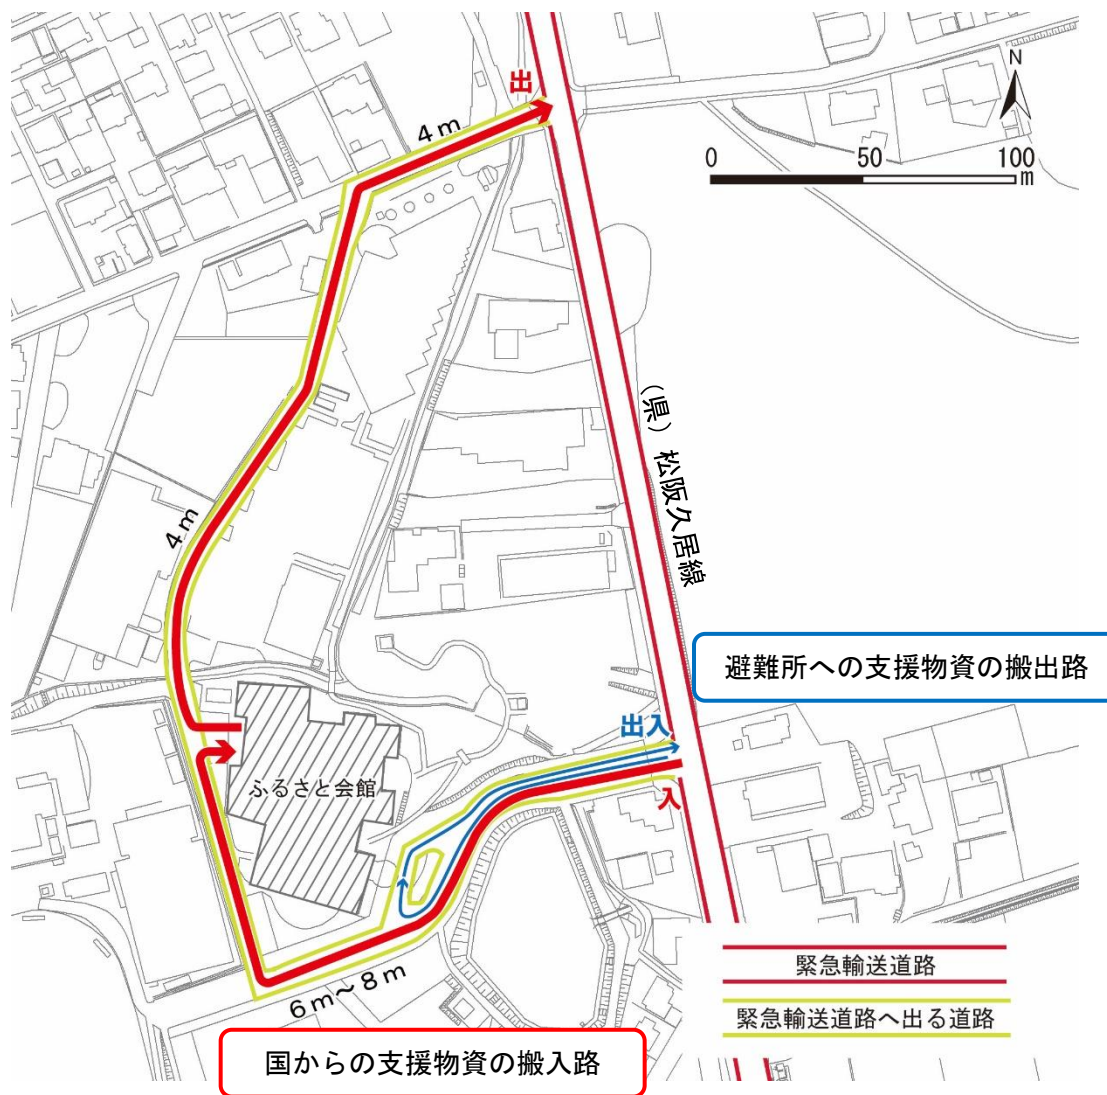 出
4m
N
0
50
100
m
(県) 松阪久居線
4m
避難所への支援物資の搬出路
出入
入
ふるさと会館
6m～8m
緊急輸送道路
緊急輸送道路へ出る道路
国からの支援物資の搬入路